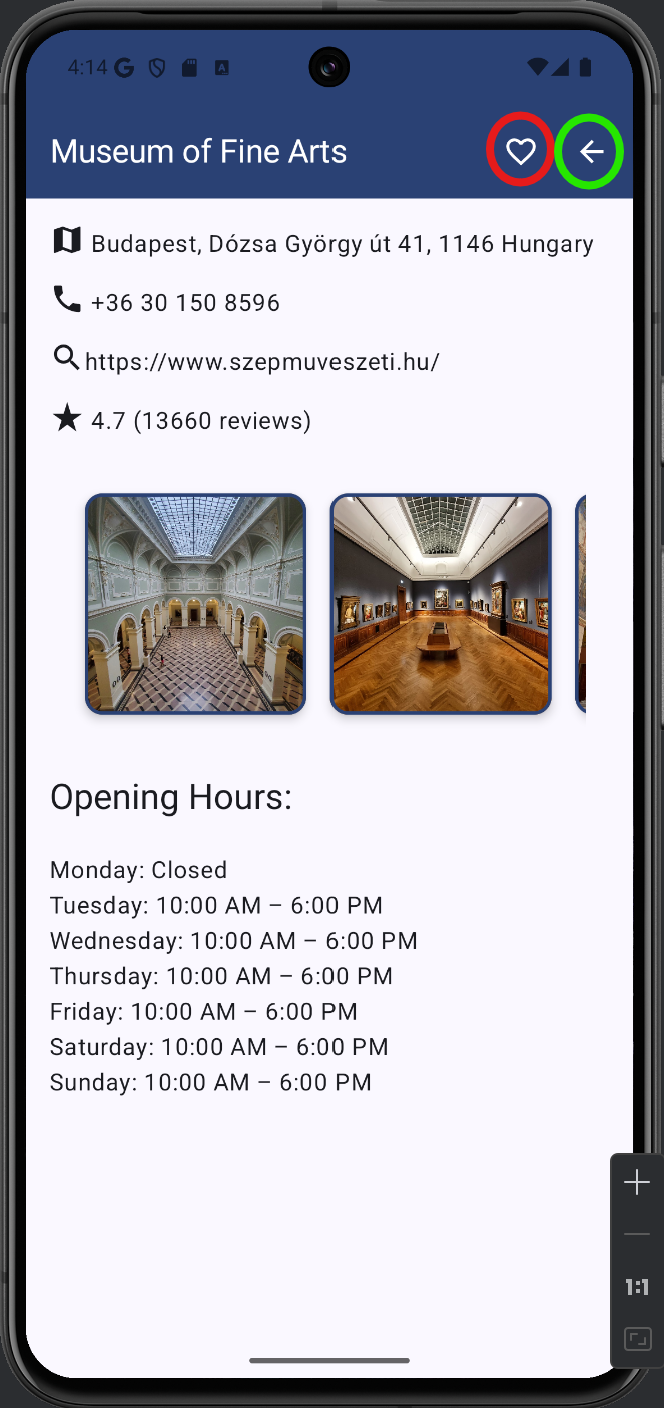 4:14
Museum of Fine Arts
Budapest, Dózsa György út 41, 1146 Hungary
+36 30 150 8596
https://www.szepmuveszeti.hu/
4.7 (13660 reviews)
Opening Hours:
Monday: Closed
Tuesday: 10:00 AM – 6:00 PM
Wednesday: 10:00 AM – 6:00 PM
Thursday: 10:00 AM – 6:00 PM
Friday: 10:00 AM – 6:00 PM
Saturday: 10:00 AM – 6:00 PM
Sunday: 10:00 AM – 6:00 PM
1:1